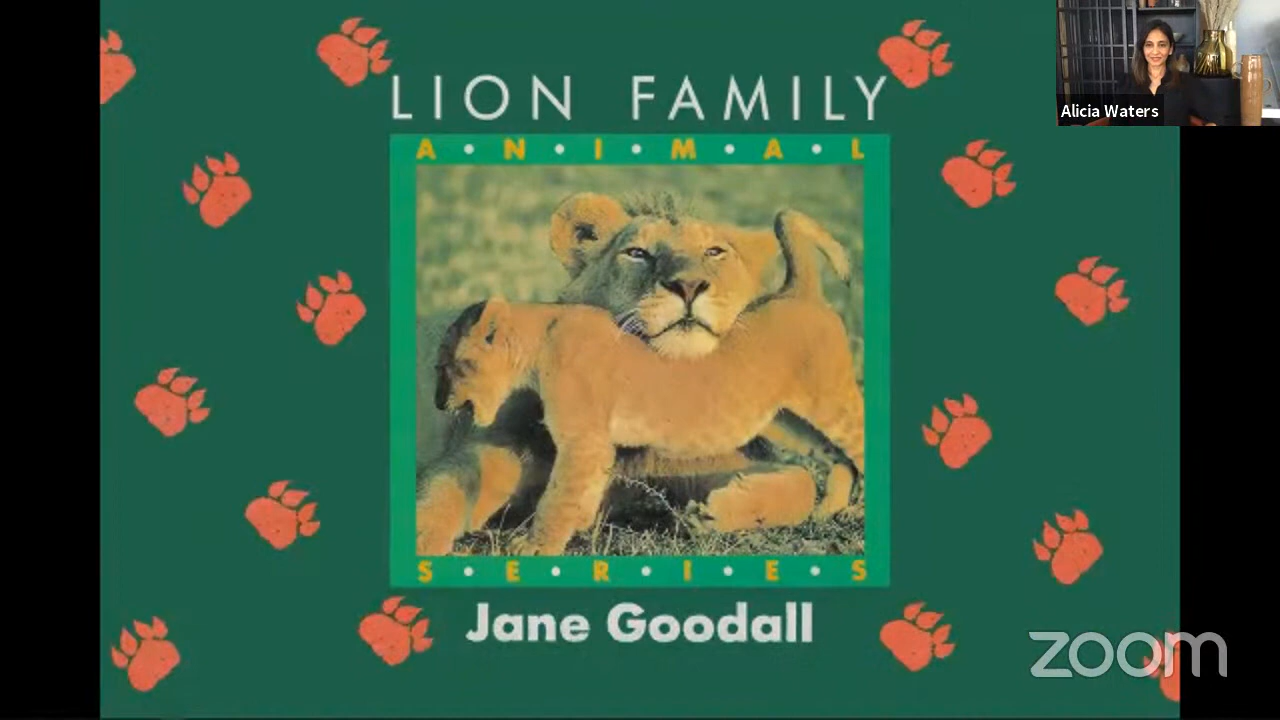 LION FAMILY
A • N • I • M • A • L
S • E • R • I • E • S
Jane Goodall
Alicia Waters
zoom